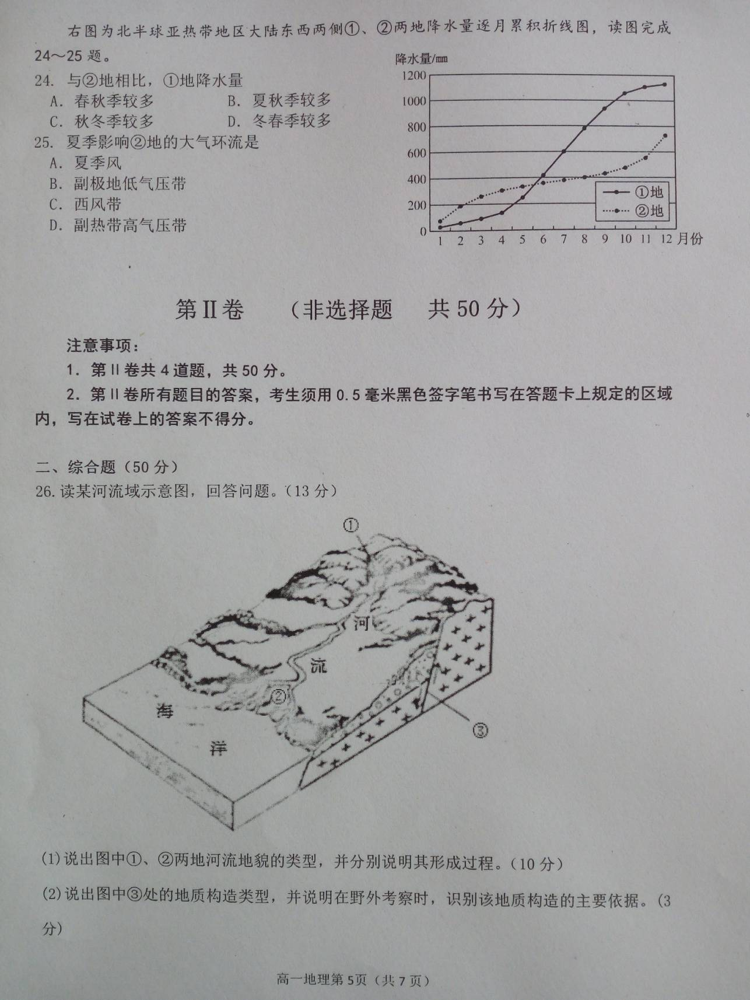 右图为北半球亚热带地区大陆东西两侧①、②两地降水量逐月累积折线图，读图完成
24～25 题。
24. 与②地相比，①地降水量
A. 春秋季较多 B. 夏秋季较多
C. 秋冬季较多 D. 冬春季较多
25. 夏季影响②地的大气环流是
A. 夏季风
B. 副极地低气压带
C. 西风带
D. 副热带高气压带
降水量/㎜
1200
1000
800
600
400
200
0
①地
②地
1 2 3 4 5 6 7 8 9 10 11 12 月份
第Ⅱ卷 （非选择题 共 50 分）
注意事项：
1. 第Ⅱ卷共 4 道题，共 50 分。
2. 第Ⅱ卷所有题目的答案，考生须用 0.5 毫米黑色签字笔书写在答题卡上规定的区域
内，写在试卷上的答案不得分。
二、综合题（50 分）
26. 读某河流域示意图，回答问题。（13 分）
①
河
流
②
海
洋
③
(1)说出图中①、②两地河流地貌的类型，并分别说明其形成过程。（10 分）
(2)说出图中③处的地质构造类型，并说明在野外考察时，识别该地质构造的主要依据。(3
分)
高一地理第 5页（共 7 页）